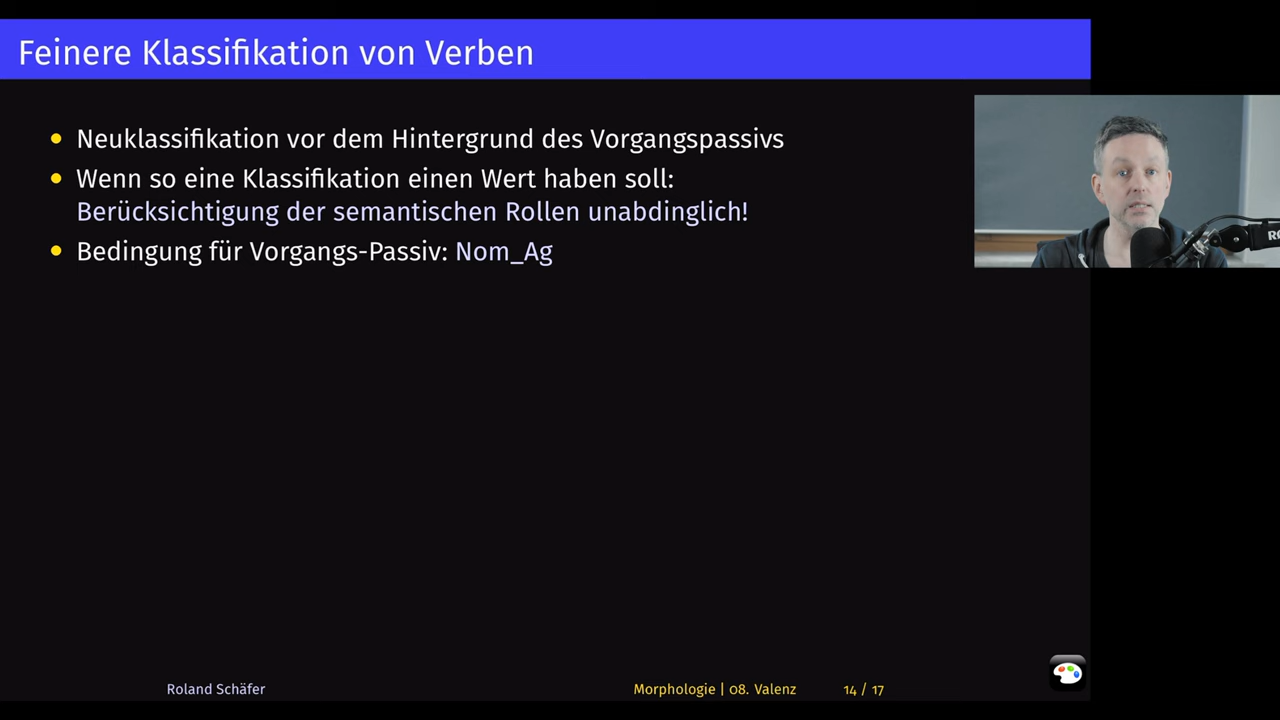 Feinere Klassifikation von Verben
Neuklassifikation vor dem Hintergrund des Vorgangspassivs
Wenn so eine Klassifikation einen Wert haben soll:
Berücksichtigung der semantischen Rollen unabdinglich!
Bedingung für Vorgangs-Passiv: Nom_Ag
Roland Schäfer
Morphologie | 08. Valenz
14 / 17